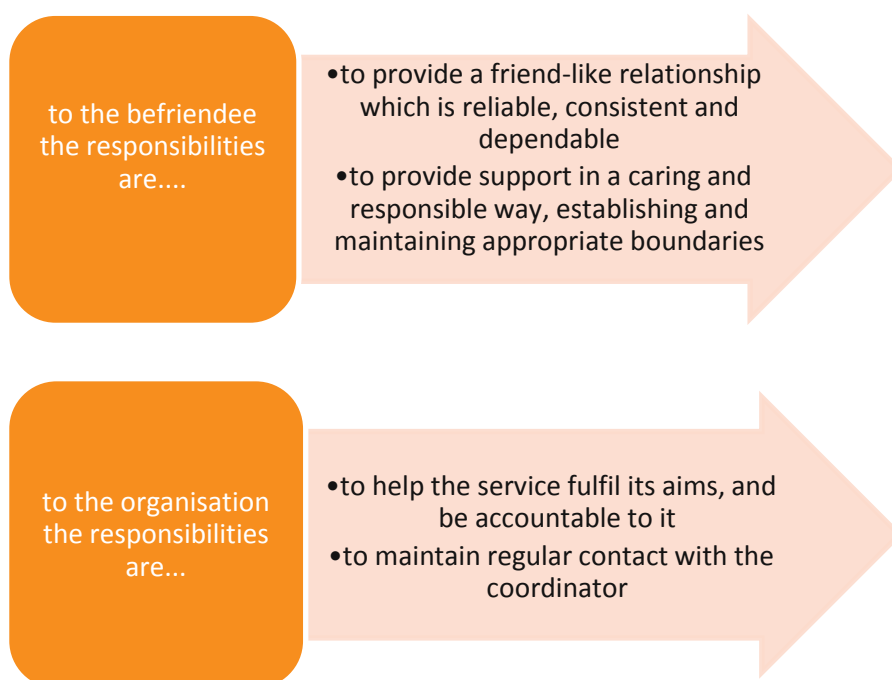 to the befriendee
the responsibilities
are....
•to provide a friend-like relationship
which is reliable, consistent and
dependable
•to provide support in a caring and
responsible way, establishing and
maintaining appropriate boundaries
to the organisation
the responsibilities
are...
•to help the service fulfil its aims, and
be accountable to it
•to maintain regular contact with the
coordinator